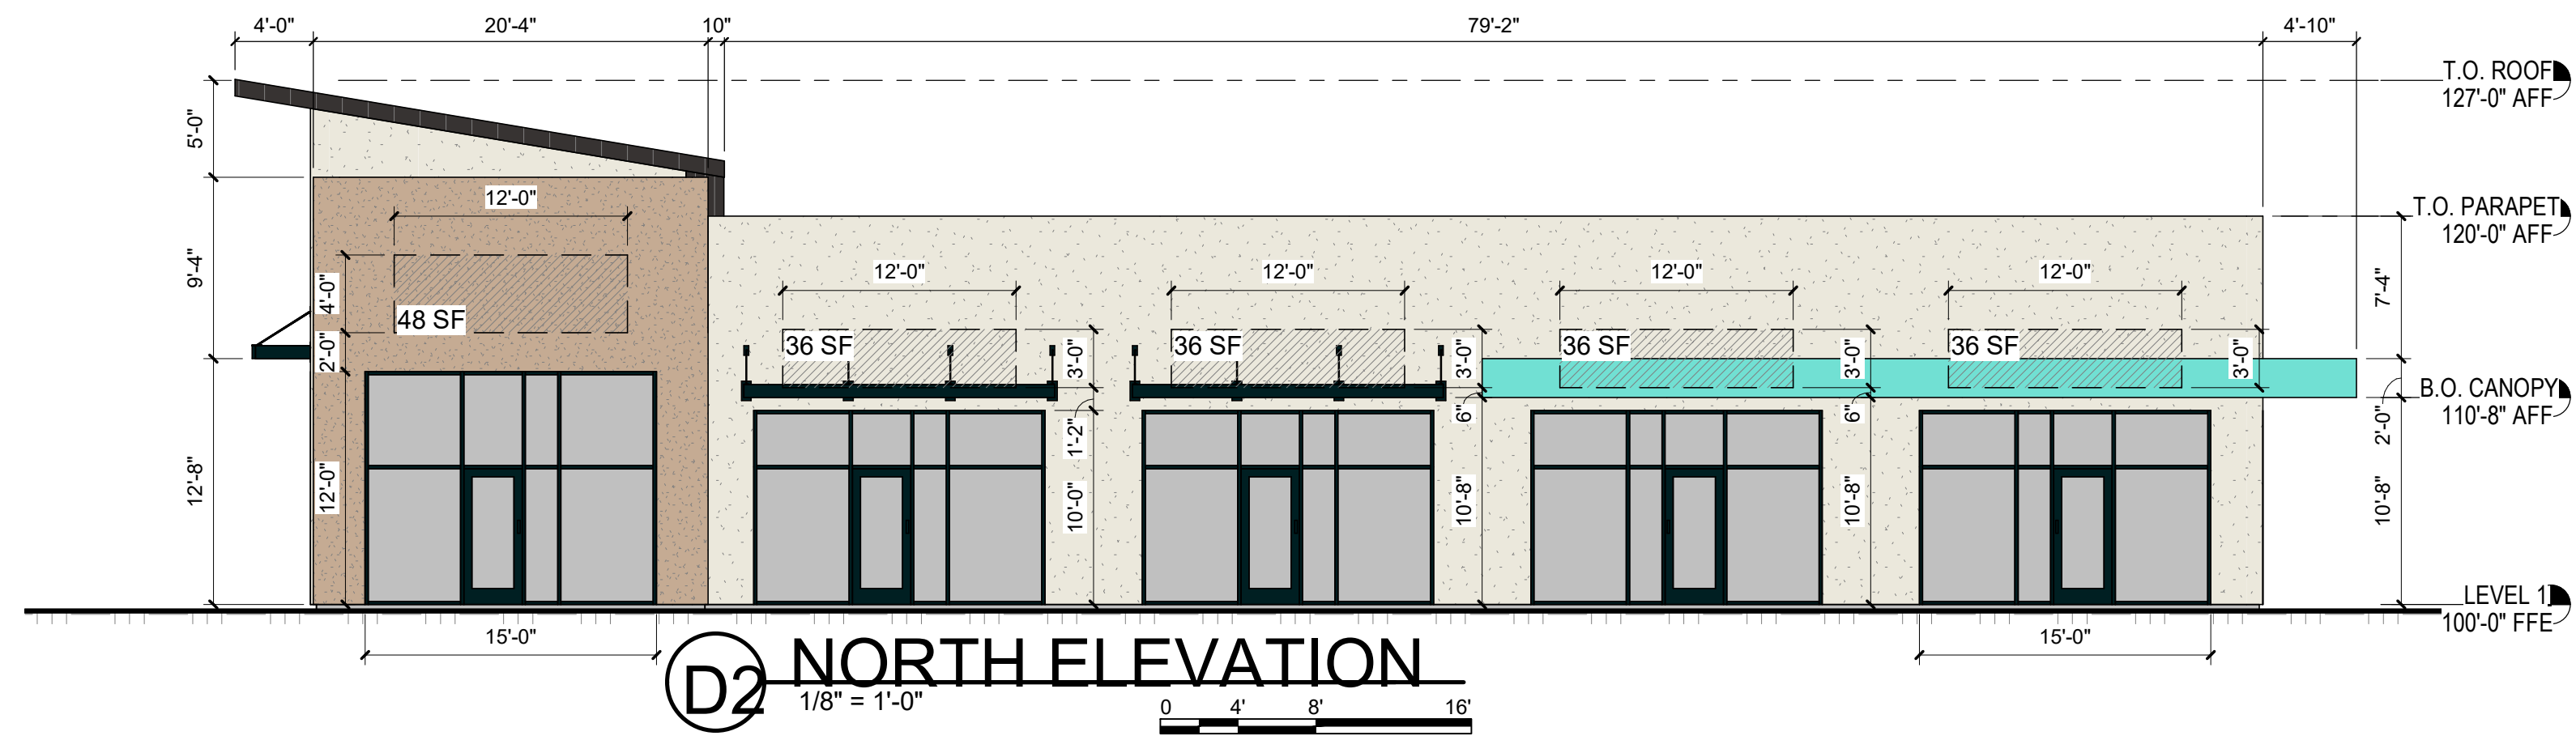 4'-0" 20'-4" 10" 79'-2" 4'-10"
T.O. ROOF
127'-0" AFF
5'-0"
12'-0"
T.O. PARAPET
120'-0" AFF
9'-4"
4'-0"
48 SF
2'-0"
12'-0" 12'-0" 12'-0" 12'-0"
7'-4"
36 SF 36 SF 36 SF 36 SF
3'-0" 3'-0" 3'-0" 3'-0"
B.O. CANOPY
110'-8" AFF
6" 6"
1'-2"
2'-0"
12'-8"
12'-0"
10'-0" 10'-8" 10'-8" 10'-8"
LEVEL 1
100'-0" FFE
15'-0" 15'-0"
D2 NORTH ELEVATION
1/8" = 1'-0"
0 4' 8' 16'